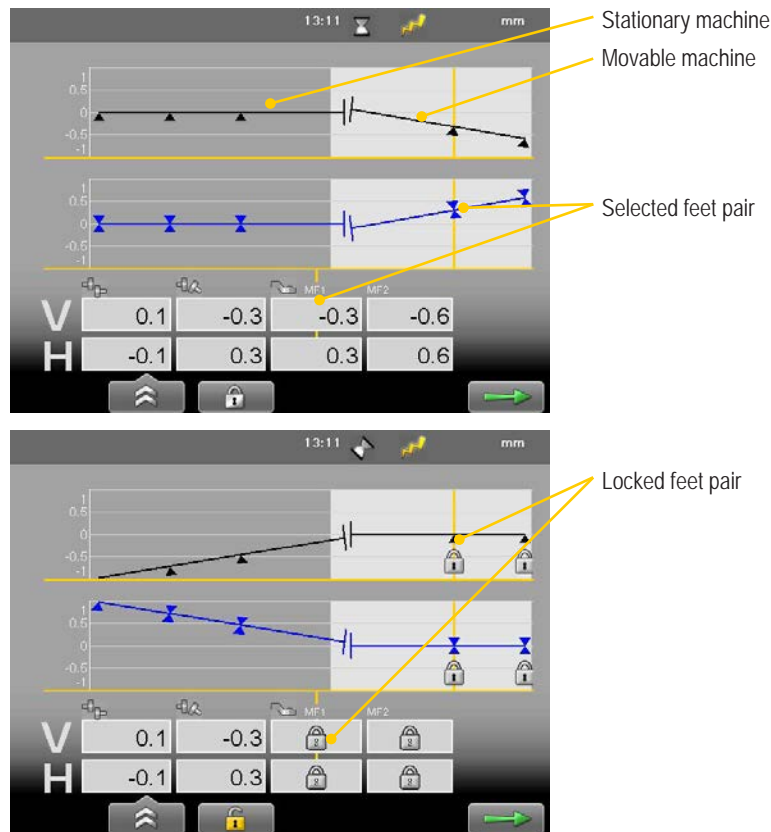 13:11 mm
Stationary machine
Movable machine
1
0.5
0
-0.5
-1
1
0.5
0
-0.5
-1
Selected feet pair
MF1 MF2
V 0.1 -0.3 -0.3 -0.6
H -0.1 0.3 0.3 0.6
13:11 mm
Locked feet pair
1
0.5
0
-0.5
-1
1
0.5
0
-0.5
-1
MF1 MF2
V 0.1 -0.3
H -0.1 0.3